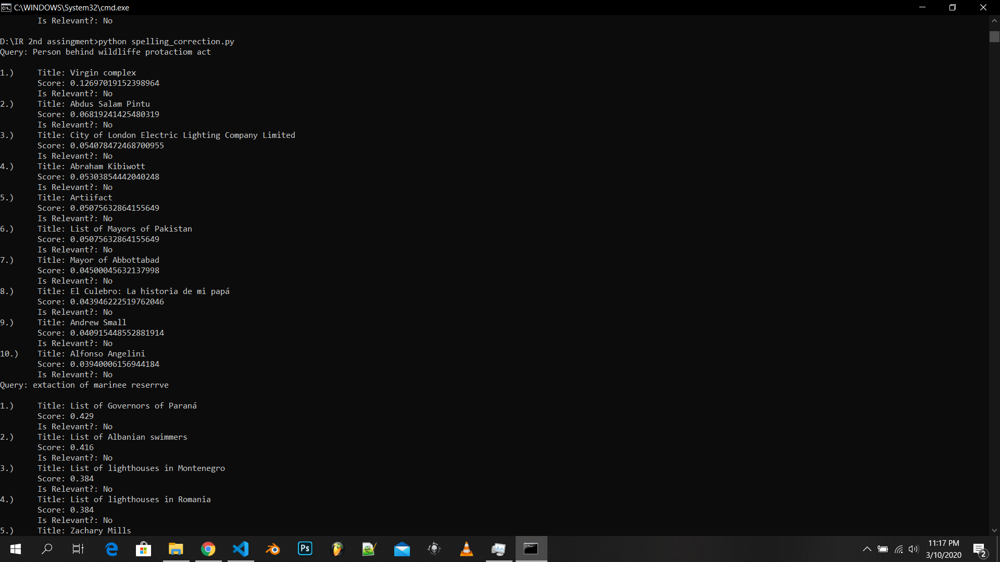 C:\WINDOWS\System32\cmd.exe
Is Relevant?: No
D:\IR 2nd assingment>python spelling_correction.py
Query: Person behind wildliffe protactiom act
1.) Title: Virgin complex
Score: 0.12697019152398964
Is Relevant?: No
2.) Title: Abdus Salam Pintu
Score: 0.06819241425480319
Is Relevant?: No
3.) Title: City of London Electric Lighting Company Limited
Score: 0.054078472468700955
Is Relevant?: No
4.) Title: Abraham Kibiwott
Score: 0.05303854442040248
Is Relevant?: No
5.) Title: Artiifact
Score: 0.05075632864155649
Is Relevant?: No
6.) Title: List of Mayors of Pakistan
Score: 0.05075632864155649
Is Relevant?: No
7.) Title: Mayor of Abbottabad
Score: 0.04500045632137998
Is Relevant?: No
8.) Title: El Culebro: La historia de mi papá
Score: 0.043946222519762046
Is Relevant?: No
9.) Title: Andrew Small
Score: 0.040915448552881914
Is Relevant?: No
10.) Title: Alfonso Angelini
Score: 0.03940006156944184
Is Relevant?: No
Query: extaction of marinee reserrve
1.) Title: List of Governors of Paraná
Score: 0.429
Is Relevant?: No
2.) Title: List of Albanian swimmers
Score: 0.416
Is Relevant?: No
3.) Title: List of lighthouses in Montenegro
Score: 0.384
Is Relevant?: No
4.) Title: List of lighthouses in Romania
Score: 0.384
Is Relevant?: No
5.) Title: Zachary Mills
Ps
11:17 PM
3/10/2020
2